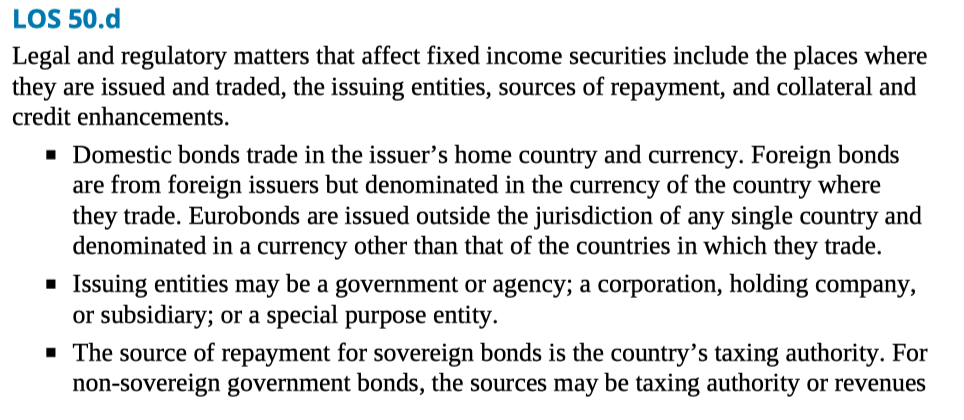 LOS 50.d
Legal and regulatory matters that affect fixed income securities include the places where
they are issued and traded, the issuing entities, sources of repayment, and collateral and
credit enhancements.
▪ Domestic bonds trade in the issuer’s home country and currency. Foreign bonds
are from foreign issuers but denominated in the currency of the country where
they trade. Eurobonds are issued outside the jurisdiction of any single country and
denominated in a currency other than that of the countries in which they trade.
▪ Issuing entities may be a government or agency; a corporation, holding company,
or subsidiary; or a special purpose entity.
▪ The source of repayment for sovereign bonds is the country’s taxing authority. For
non-sovereign government bonds, the sources may be taxing authority or revenues